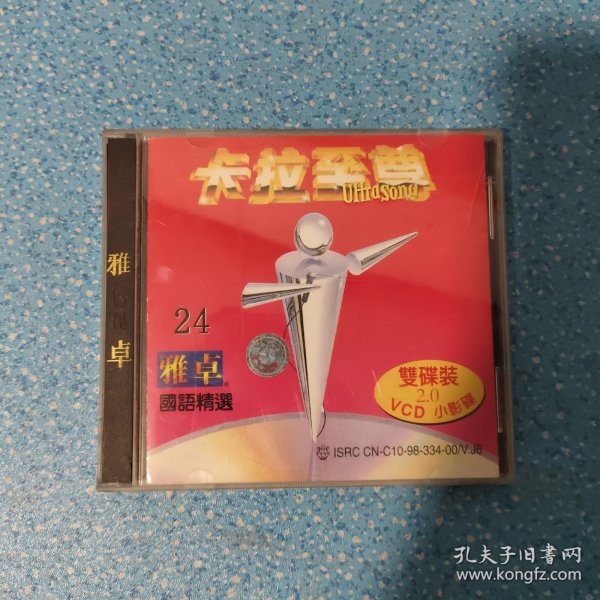 卡拉至尊
UltraSong
24
雅卓
國語精選
雙碟裝
2.0
VCD 小影碟
ISRC CN-C10-98-334-00/V.J6
雅
卓
孔夫子旧书网
www.kongfz.com